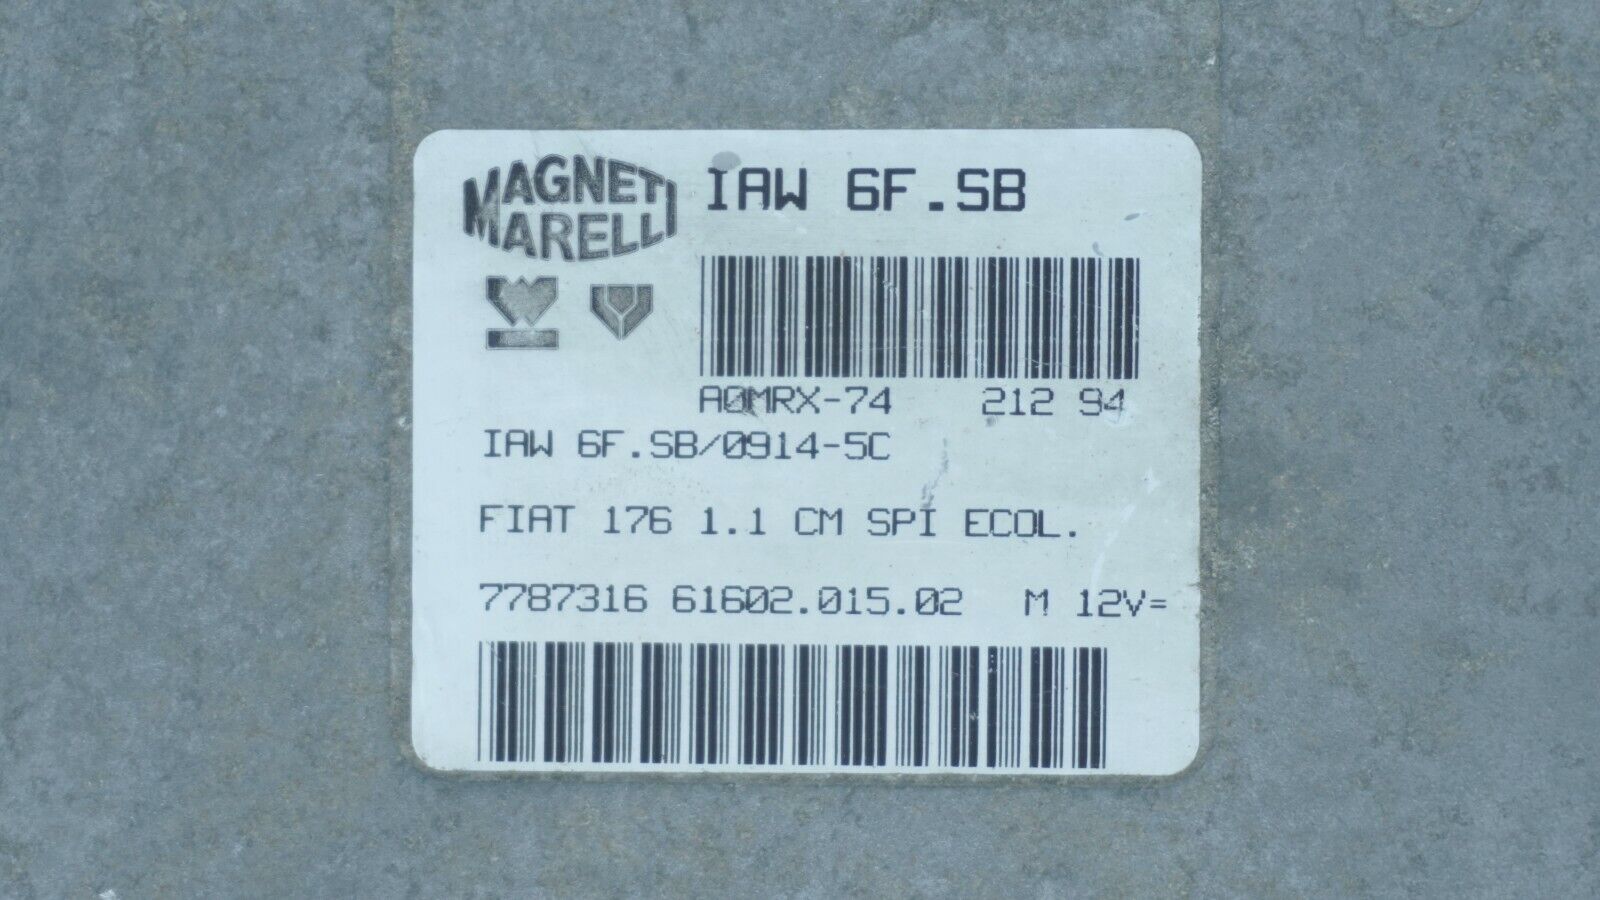 MAGNETI
MARELLI
IAW 6F.SB
A0MRX-74 212 94
IAW 6F.SB/0914-5C
FIAT 176 1.1 CM SPI ECOL.
7787316 61602.015.02 M 12V=